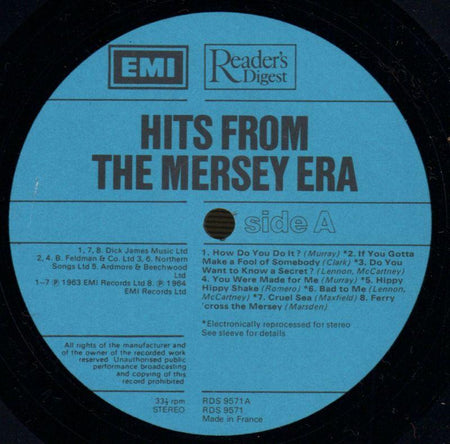 EMI
Reader's
Digest
HITS FROM
THE MERSEY ERA
side A
1, 7, 8. Dick James Music Ltd
2, 4. B. Feldman & Co. Ltd 3, 6. Northern
Songs Ltd 5. Ardmore & Beechwood
Ltd
1–7 ℗ 1963 EMI Records Ltd 8. ℗ 1964
EMI Records Ltd
1. How Do You Do It? (Murray) *2. If You Gotta
Make a Fool of Somebody (Clark) *3. Do You
Want to Know a Secret? (Lennon, McCartney)
4. You Were Made for Me (Murray) *5. Hippy
Hippy Shake (Romero) *6. Bad to Me (Lennon,
McCartney) *7. Cruel Sea (Maxfield) 8. Ferry
'cross the Mersey (Marsden)
*Electronically reprocessed for stereo
See sleeve for details
All rights of the manufacturer and
of the owner of the recorded work
reserved. Unauthorised public
performance broadcasting
and copying of this
record prohibited
33⅓ rpm
STEREO
RDS 9571A
RDS 9571
Made in France